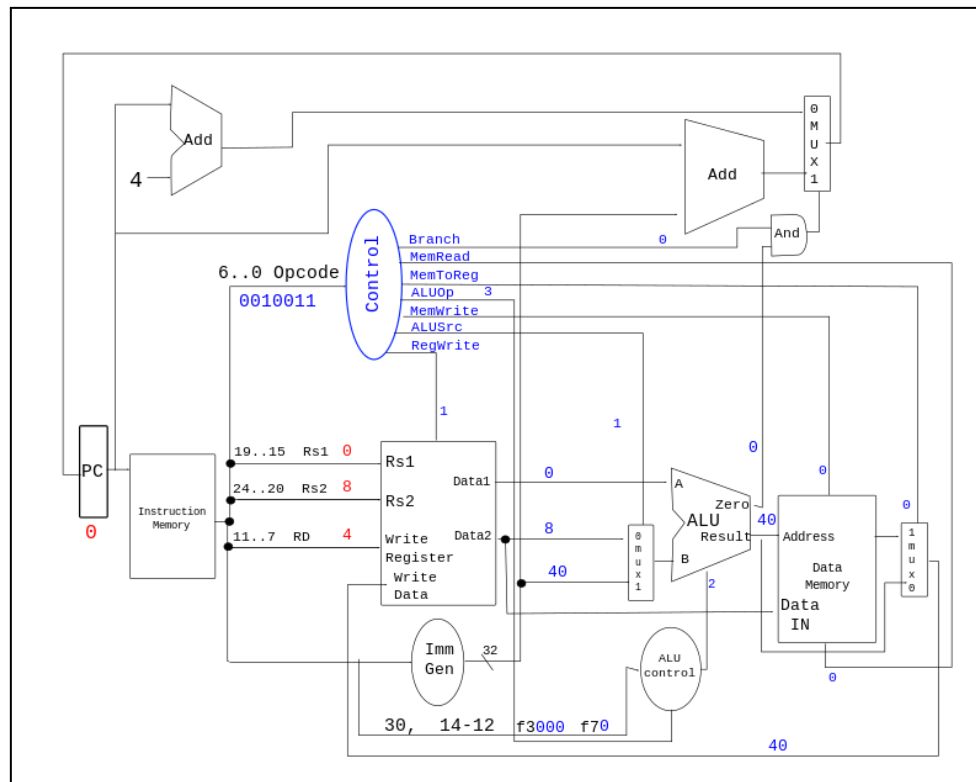 0
M
U
X
1
Add
4
Add
And
Branch 0
MemRead
MemToReg
ALUOp 3
MemWrite
ALUSrc
RegWrite
Control
6..0 Opcode
0010011
1
1
PC
0
Instruction
Memory
19..15 Rs1 0
24..20 Rs2 8
11..7 RD 4
Rs1
Rs2
Write
Register
Write
Data
Data1
Data2
0
8
40
0
m
u
x
1
A
B
Zero
ALU
Result
0
40
2
0
Address
Data
Memory
Data
IN
0
0
1
m
u
x
0
Imm
Gen
32
ALU
control
30, 14-12 f3000 f70
40